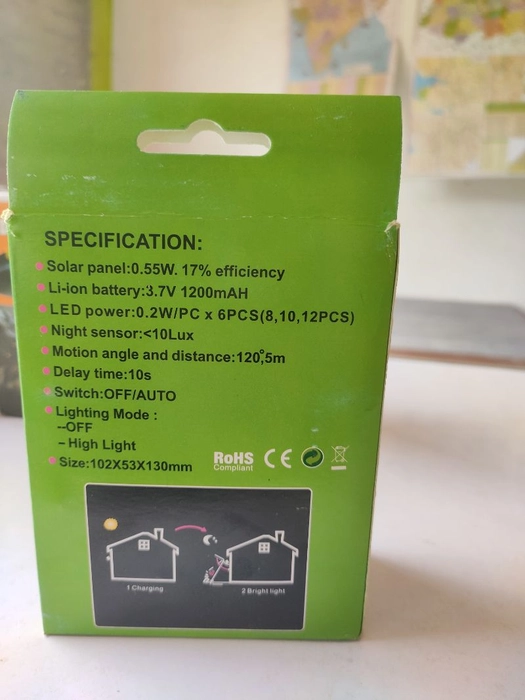 SPECIFICATION:
Solar panel:0.55W. 17% efficiency
Li-ion battery:3.7V 1200mAH
LED power:0.2W/PC x 6PCS(8,10,12PCS)
Night sensor:<10Lux
Motion angle and distance:120°,5m
Delay time:10s
Switch:OFF/AUTO
Lighting Mode :
--OFF
– High Light
Size:102X53X130mm
RoHS CE
Compliant
1 Charging 2 Bright light